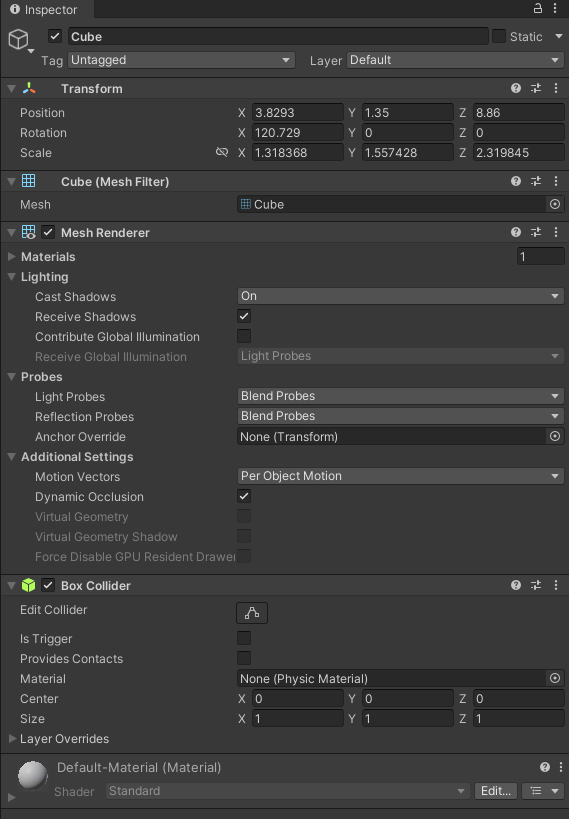 Inspector
Cube Static
Tag Untagged Layer Default
Transform
Position X 3.8293 Y 1.35 Z 8.86
Rotation X 120.729 Y 0 Z 0
Scale X 1.318368 Y 1.557428 Z 2.319845
Cube (Mesh Filter)
Mesh Cube
Mesh Renderer
Materials 1
Lighting
Cast Shadows On
Receive Shadows
Contribute Global Illumination
Receive Global Illumination Light Probes
Probes
Light Probes Blend Probes
Reflection Probes Blend Probes
Anchor Override None (Transform)
Additional Settings
Motion Vectors Per Object Motion
Dynamic Occlusion
Virtual Geometry
Virtual Geometry Shadow
Force Disable GPU Resident Drawer
Box Collider
Edit Collider
Is Trigger
Provides Contacts
Material None (Physic Material)
Center X 0 Y 0 Z 0
Size X 1 Y 1 Z 1
Layer Overrides
Default-Material (Material)
Shader Standard Edit...